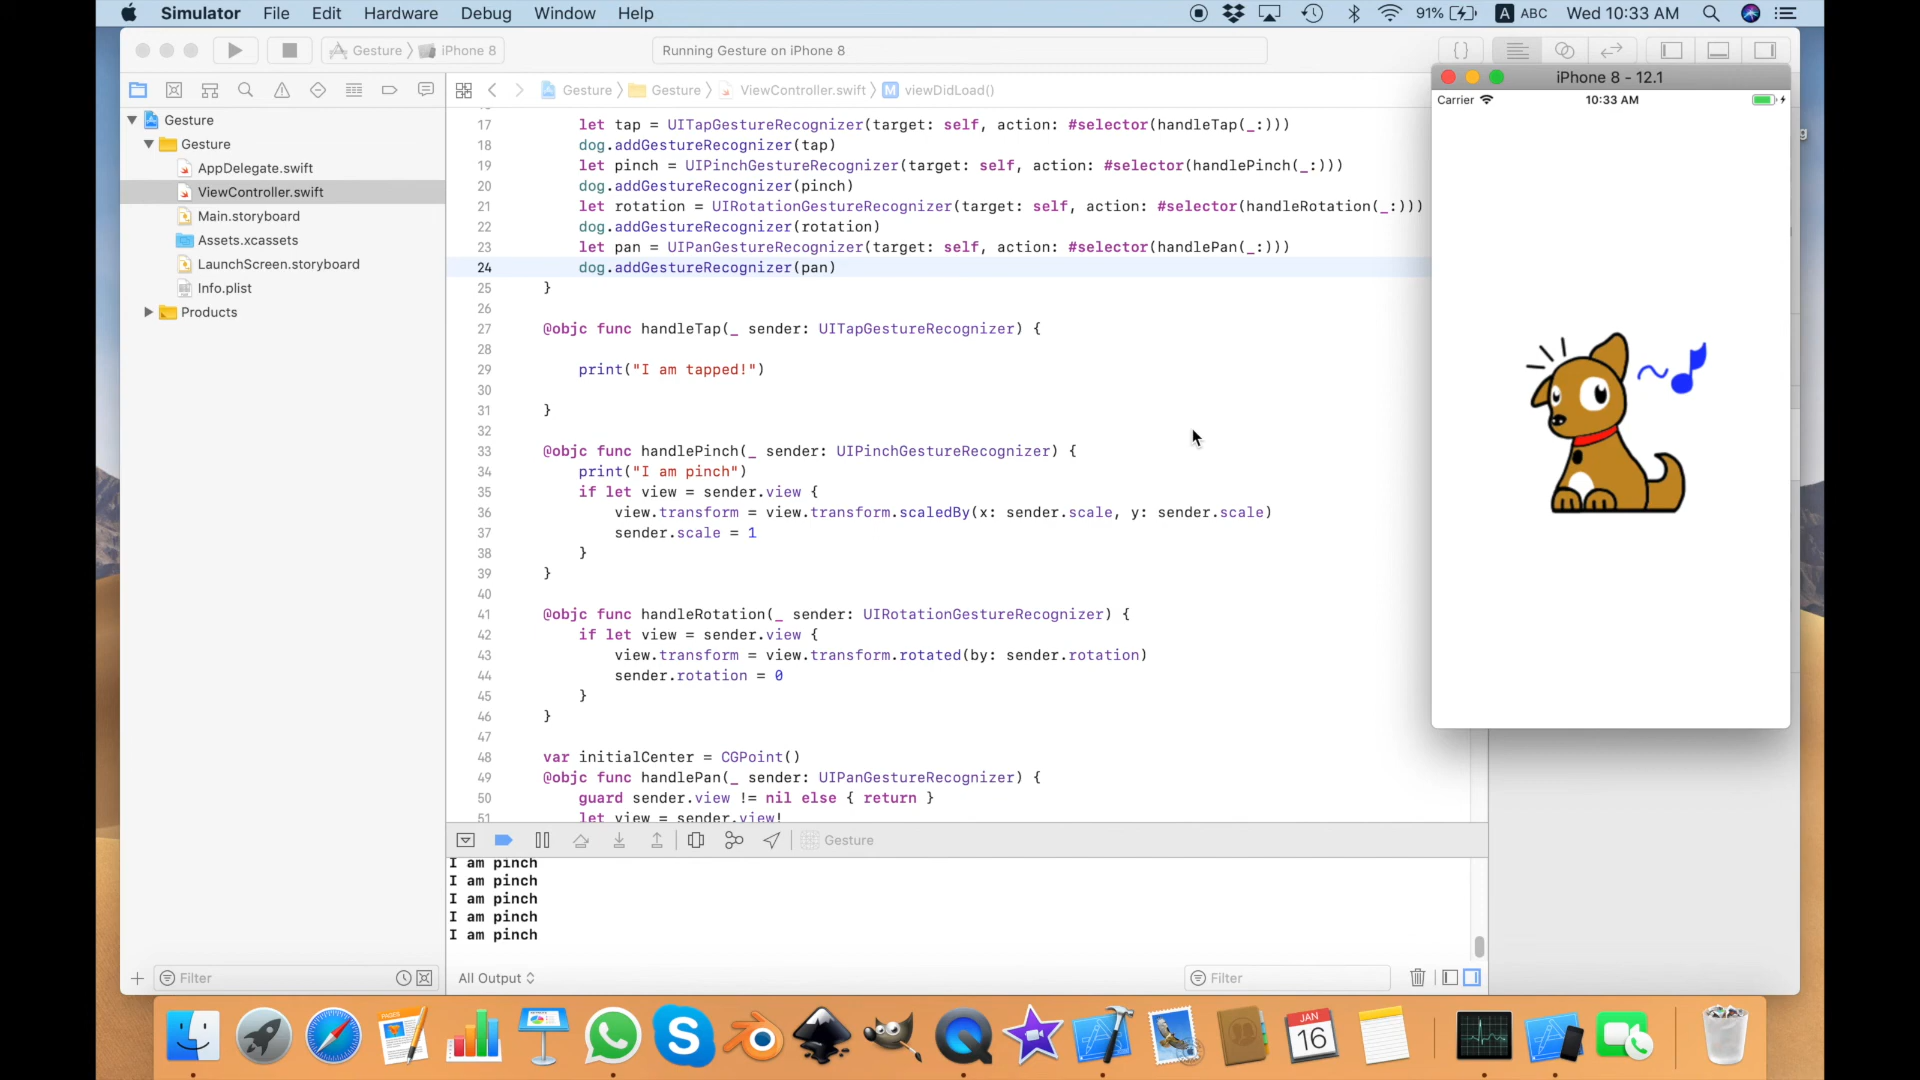 Simulator File Edit Hardware Debug Window Help 91% A ABC Wed 10:33 AM
Gesture iPhone 8 Running Gesture on iPhone 8 {}
iPhone 8 - 12.1
Carrier 10:33 AM
Gesture Gesture ViewController.swift M viewDidLoad()
Gesture
Gesture
AppDelegate.swift
ViewController.swift
Main.storyboard
Assets.xcassets
LaunchScreen.storyboard
Info.plist
Products
17 let tap = UITapGestureRecognizer(target: self, action: #selector(handleTap(_:)))
18 dog.addGestureRecognizer(tap)
19 let pinch = UIPinchGestureRecognizer(target: self, action: #selector(handlePinch(_:)))
20 dog.addGestureRecognizer(pinch)
21 let rotation = UIRotationGestureRecognizer(target: self, action: #selector(handleRotation(_:)))
22 dog.addGestureRecognizer(rotation)
23 let pan = UIPanGestureRecognizer(target: self, action: #selector(handlePan(_:)))
24 dog.addGestureRecognizer(pan)
25 }
26
27 @objc func handleTap(_ sender: UITapGestureRecognizer) {
28
29 print("I am tapped!")
30
31 }
32
33 @objc func handlePinch(_ sender: UIPinchGestureRecognizer) {
34 print("I am pinch")
35 if let view = sender.view {
36 view.transform = view.transform.scaledBy(x: sender.scale, y: sender.scale)
37 sender.scale = 1
38 }
39 }
40
41 @objc func handleRotation(_ sender: UIRotationGestureRecognizer) {
42 if let view = sender.view {
43 view.transform = view.transform.rotated(by: sender.rotation)
44 sender.rotation = 0
45 }
46 }
47
48 var initialCenter = CGPoint()
49 @objc func handlePan(_ sender: UIPanGestureRecognizer) {
50 guard sender.view != nil else { return }
51 let view = sender.view!
Gesture
I am pinch
I am pinch
I am pinch
I am pinch
I am pinch
Filter All Output Filter
PAGES
JAN
16